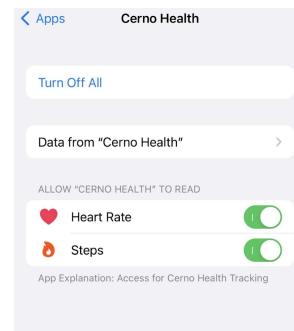 Apps
Cerno Health
Turn Off All
Data from “Cerno Health”
ALLOW “CERNO HEALTH” TO READ
Heart Rate
Steps
App Explanation: Access for Cerno Health Tracking